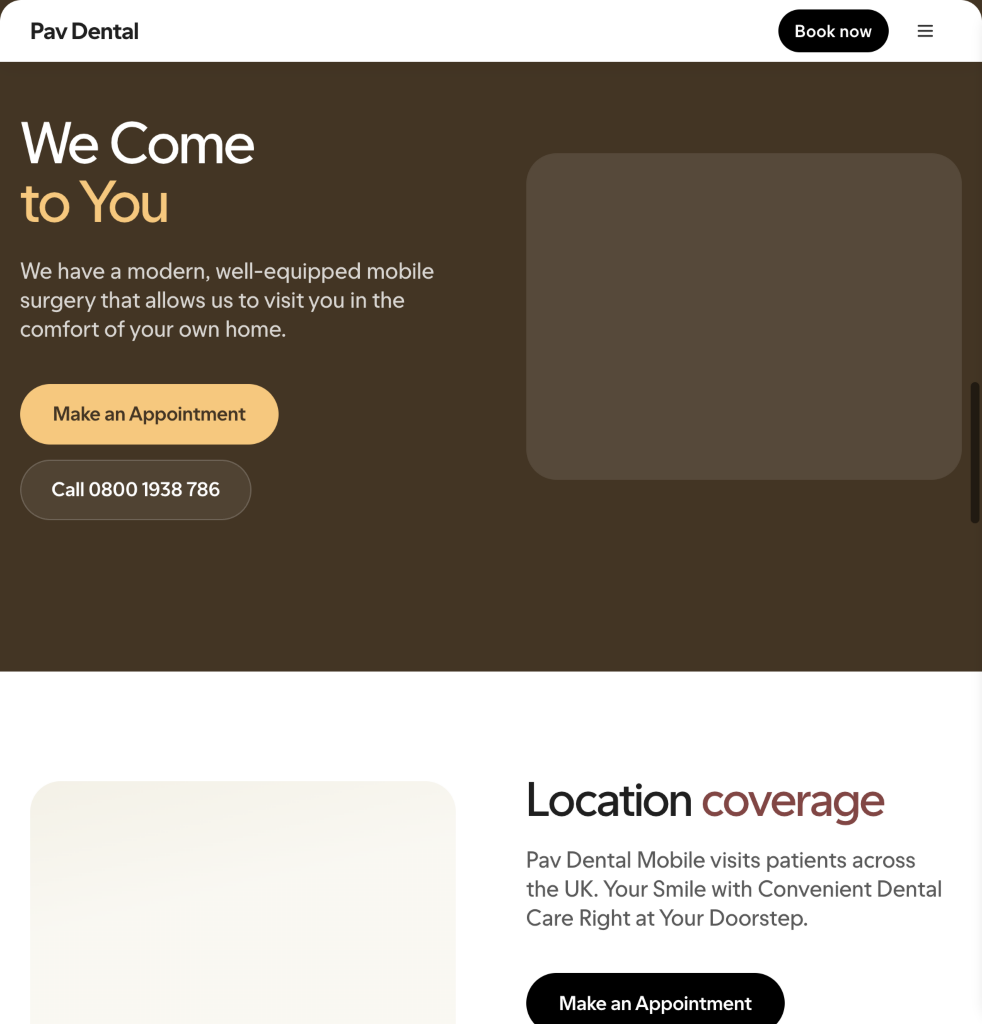 Pav Dental
Book now
We Come
to You
We have a modern, well-equipped mobile
surgery that allows us to visit you in the
comfort of your own home.
Make an Appointment
Call 0800 1938 786
Location coverage
Pav Dental Mobile visits patients across
the UK. Your Smile with Convenient Dental
Care Right at Your Doorstep.
Make an Appointment